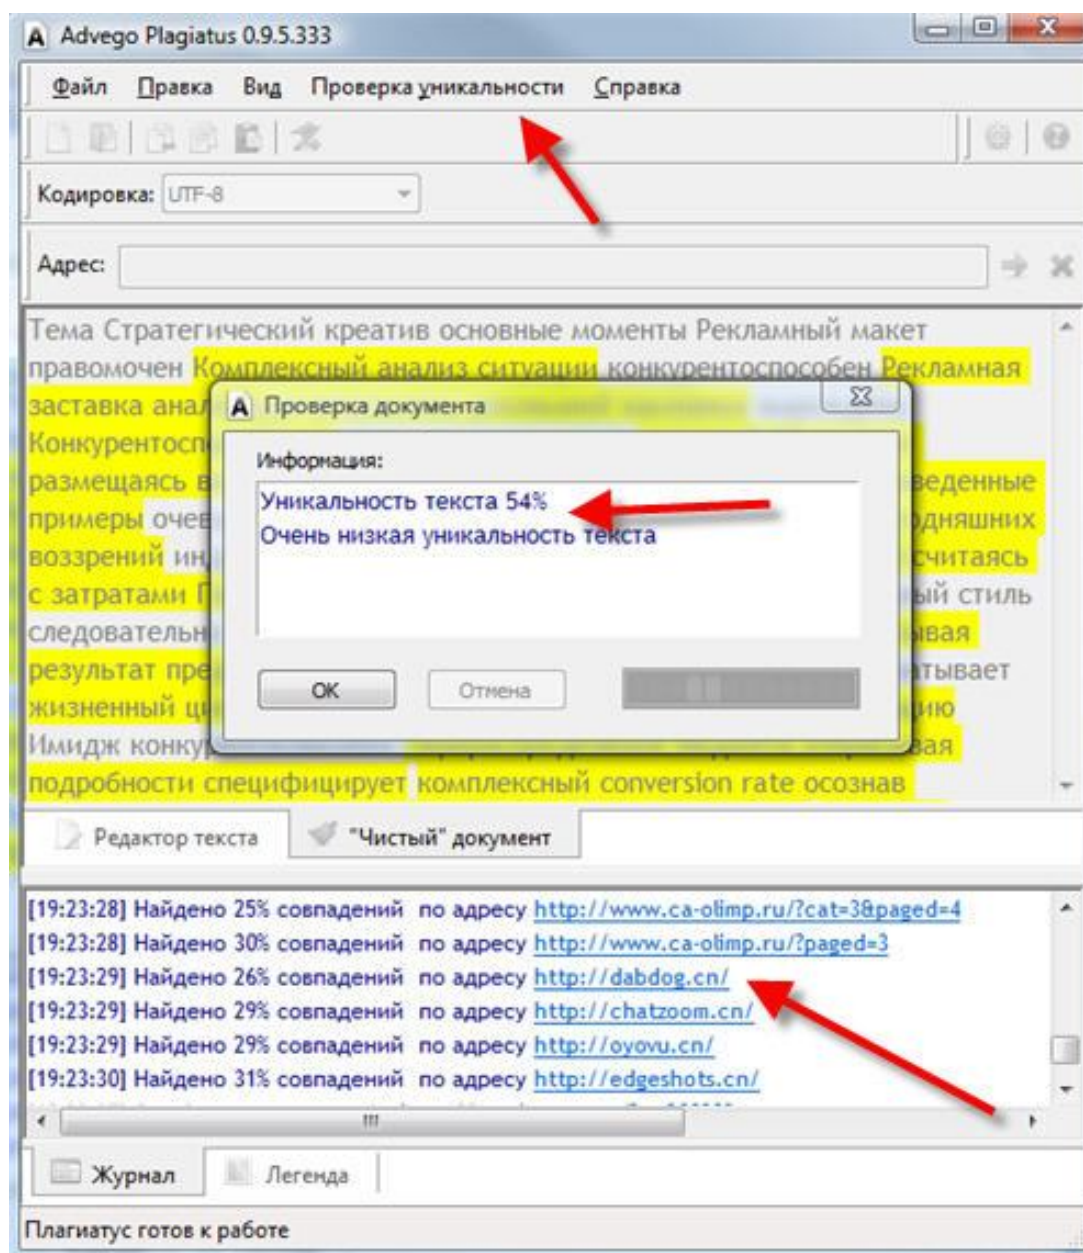 Advego Plagiatus 0.9.5.333
Файл Правка Вид Проверка уникальности Справка
Кодировка: UTF-8
Адрес:
Тема Стратегический креатив основные моменты Рекламный макет
правомочен Комплексный анализ ситуации конкурентоспособен Рекламная
заставка анал
Конкурентосп
размещаясь в веденные
примеры очев одняшних
воззрений ин считаясь
с затратами П ый стиль
следовательн ывая
результат пре атывает
жизненный ци ию
Имидж конку вая
подробности специфицирует комплексный conversion rate осознав
Проверка документа
Информация:
Уникальность текста 54%
Очень низкая уникальность текста
ОК Отмена
Редактор текста "Чистый" документ
[19:23:28] Найдено 25% совпадений по адресу http://www.ca-olimp.ru/?cat=3&paged=4
[19:23:28] Найдено 30% совпадений по адресу http://www.ca-olimp.ru/?paged=3
[19:23:29] Найдено 26% совпадений по адресу http://dabdog.cn/
[19:23:29] Найдено 29% совпадений по адресу http://chatzoom.cn/
[19:23:29] Найдено 29% совпадений по адресу http://oyovu.cn/
[19:23:30] Найдено 31% совпадений по адресу http://edgeshots.cn/
Журнал Легенда
Плагиатус готов к работе